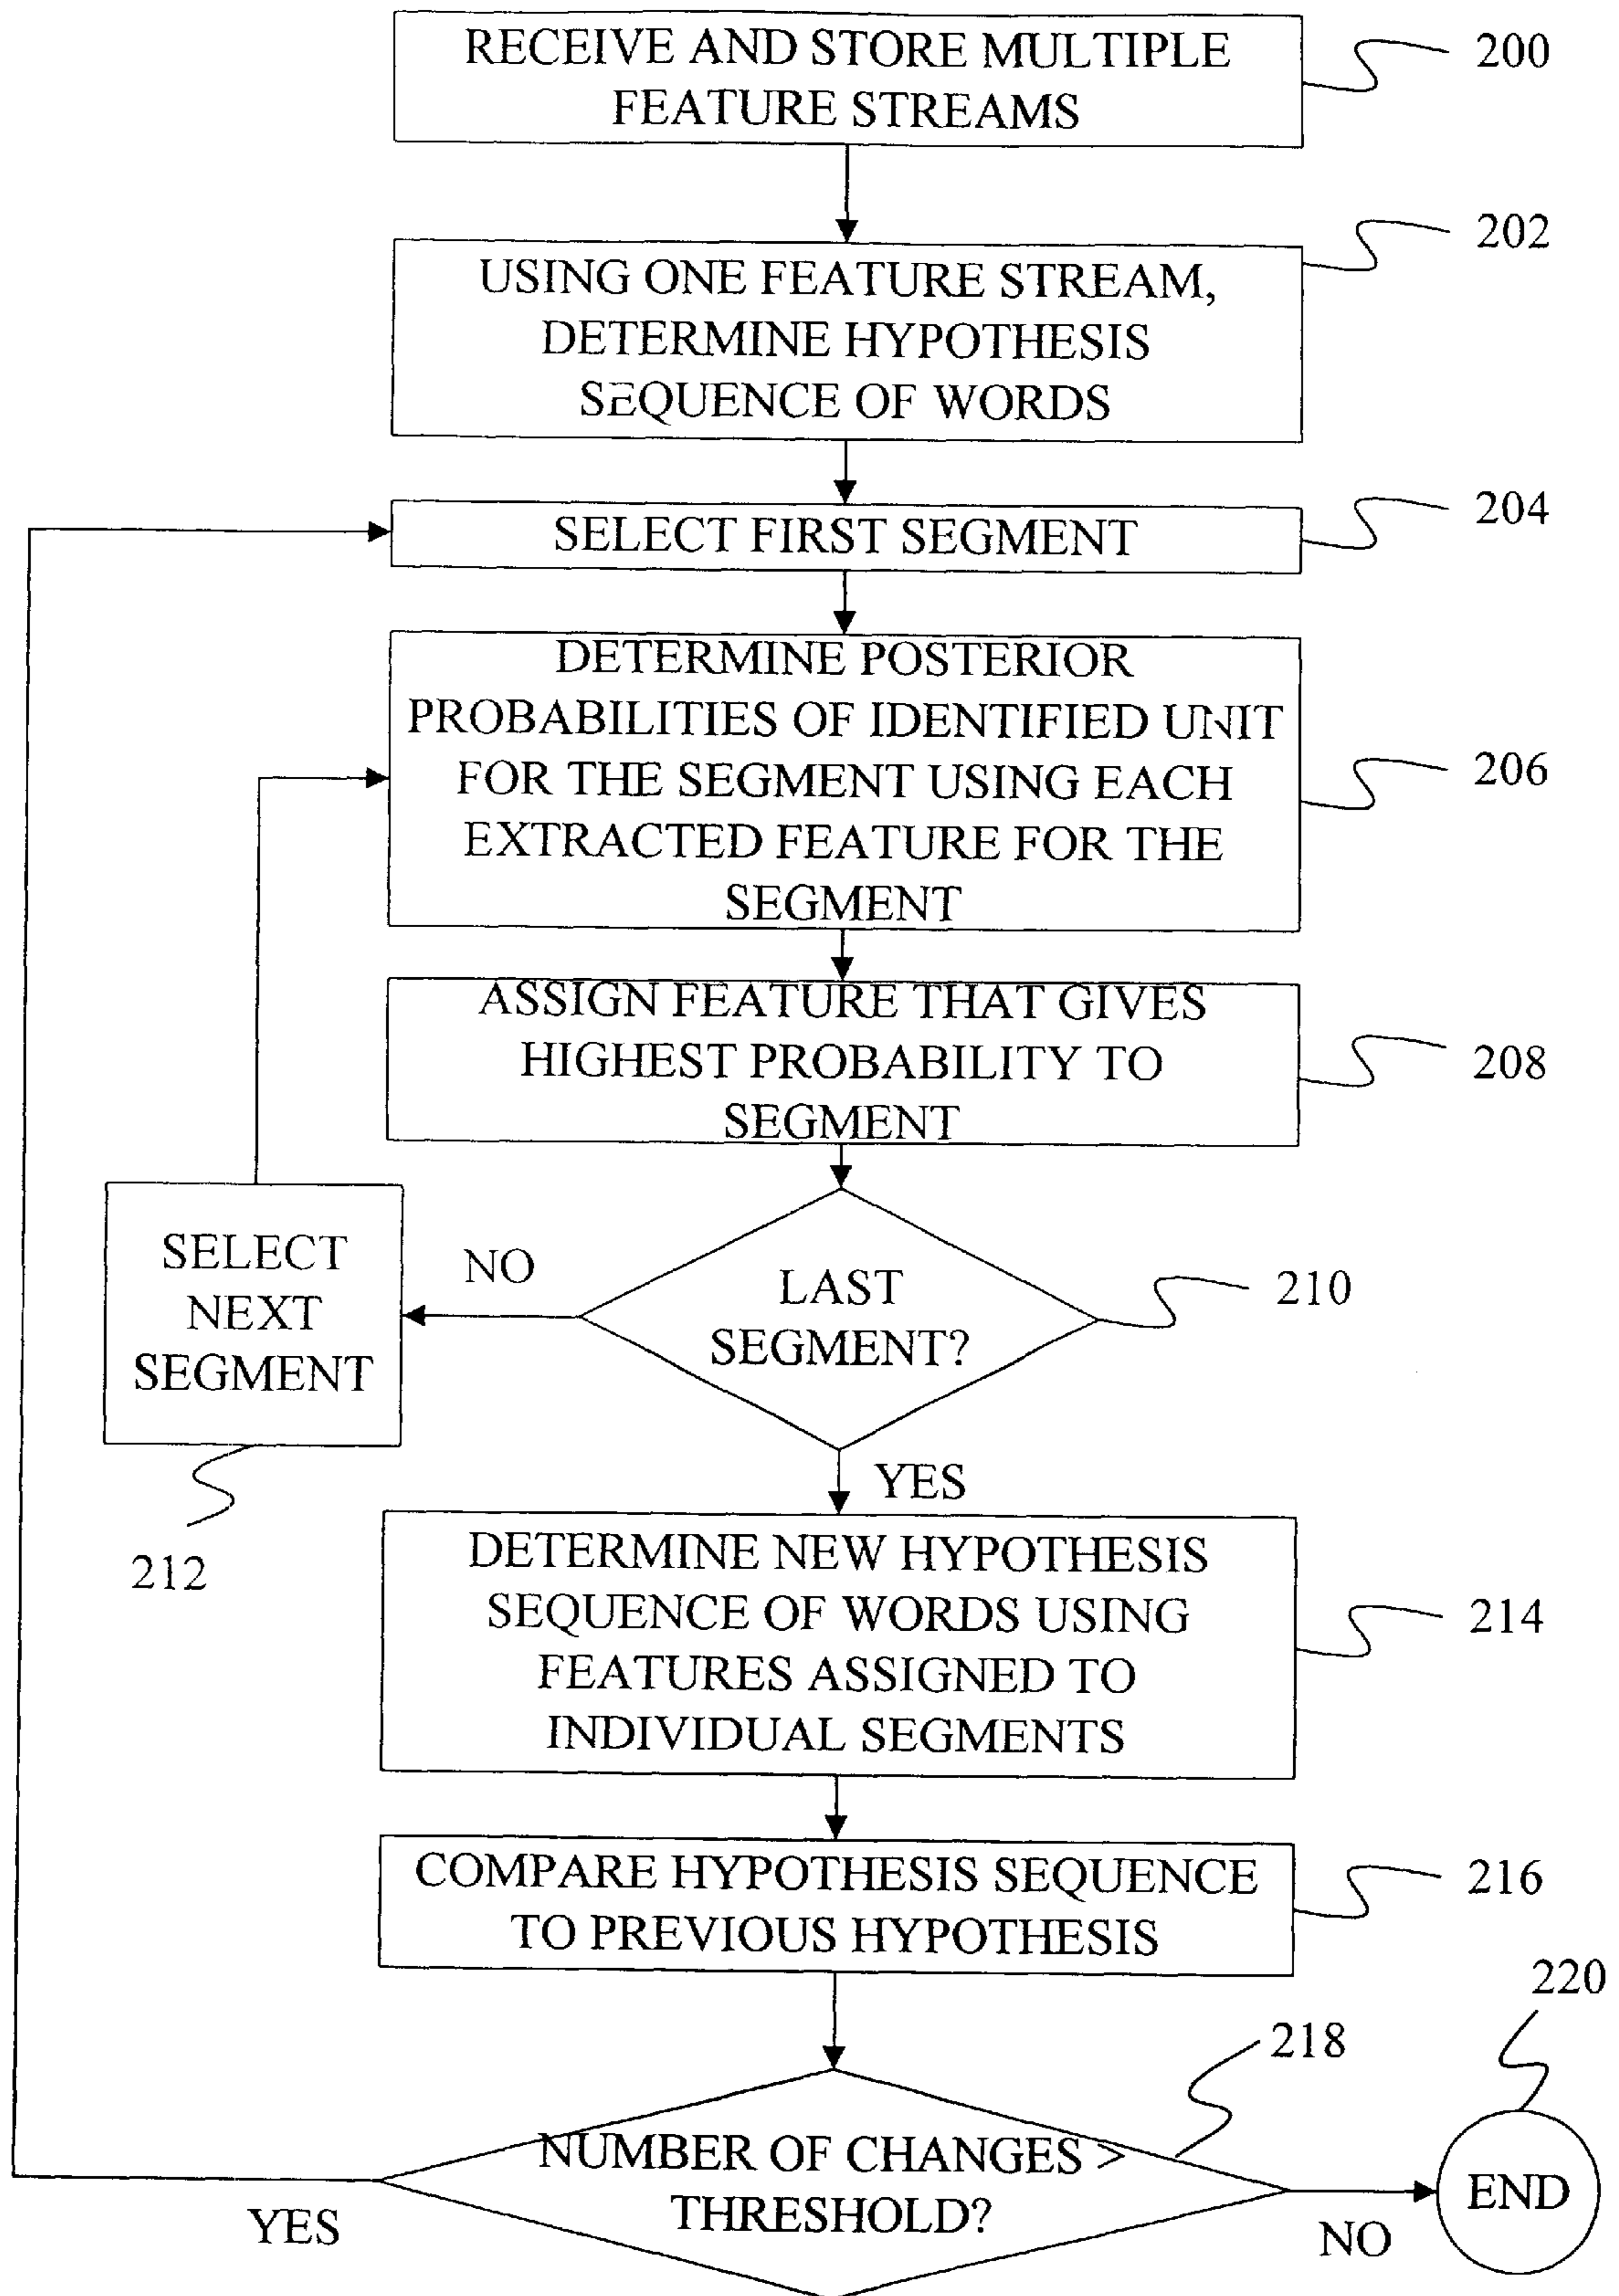 RECEIVE AND STORE MULTIPLE
FEATURE STREAMS
200
USING ONE FEATURE STREAM,
DETERMINE HYPOTHESIS
SEQUENCE OF WORDS
202
SELECT FIRST SEGMENT
204
DETERMINE POSTERIOR
PROBABILITIES OF IDENTIFIED UNIT
FOR THE SEGMENT USING EACH
EXTRACTED FEATURE FOR THE
SEGMENT
206
ASSIGN FEATURE THAT GIVES
HIGHEST PROBABILITY TO
SEGMENT
208
LAST
SEGMENT?
210
NO
SELECT
NEXT
SEGMENT
212
YES
DETERMINE NEW HYPOTHESIS
SEQUENCE OF WORDS USING
FEATURES ASSIGNED TO
INDIVIDUAL SEGMENTS
214
COMPARE HYPOTHESIS SEQUENCE
TO PREVIOUS HYPOTHESIS
216
NUMBER OF CHANGES >
THRESHOLD?
218
YES
NO
END
220